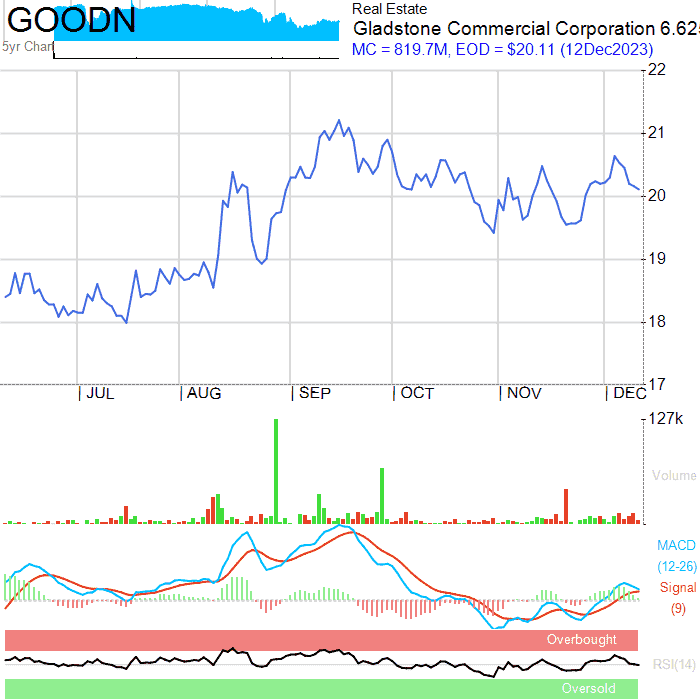 GOODN
5yr Chart
Real Estate
Gladstone Commercial Corporation 6.62
MC = 819.7M, EOD = $20.11 (12Dec2023)
22
21
20
19
18
17
JUL
AUG
SEP
OCT
NOV
DEC
127k
Volume
MACD
(12-26)
Signal
(9)
Overbought
RSI(14)
Oversold